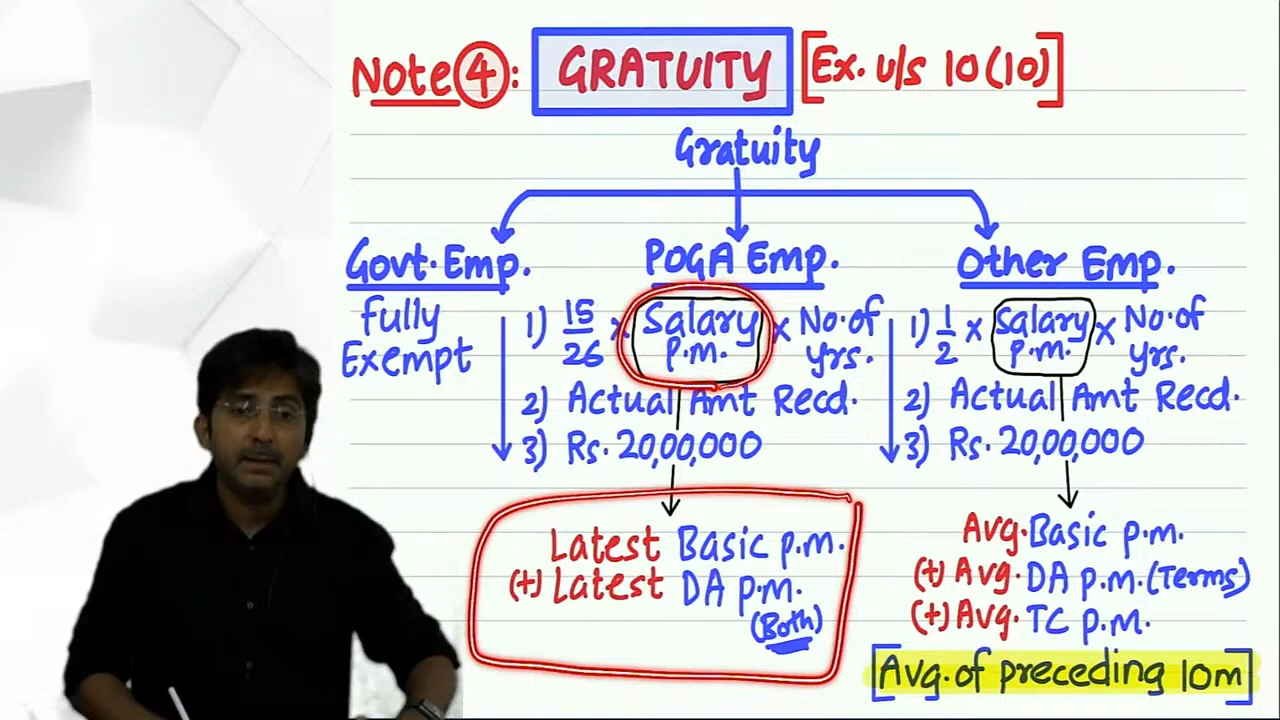 Note 4: GRATUITY [Ex. u/s 10(10)]
Gratuity
Govt. Emp.
Fully
Exempt
POGA Emp.
1) 15/26 x Salary p.m. x No. of yrs.
2) Actual Amt Recd.
3) Rs. 20,00,000
Latest Basic p.m.
(+) Latest DA p.m.
(Both)
Other Emp.
1) 1/2 x Salary p.m. x No. of yrs.
2) Actual Amt Recd.
3) Rs. 20,00,000
Avg. Basic p.m.
(+) Avg. DA p.m. (Terms)
(+) Avg. TC p.m.
[Avg. of preceding 10m]